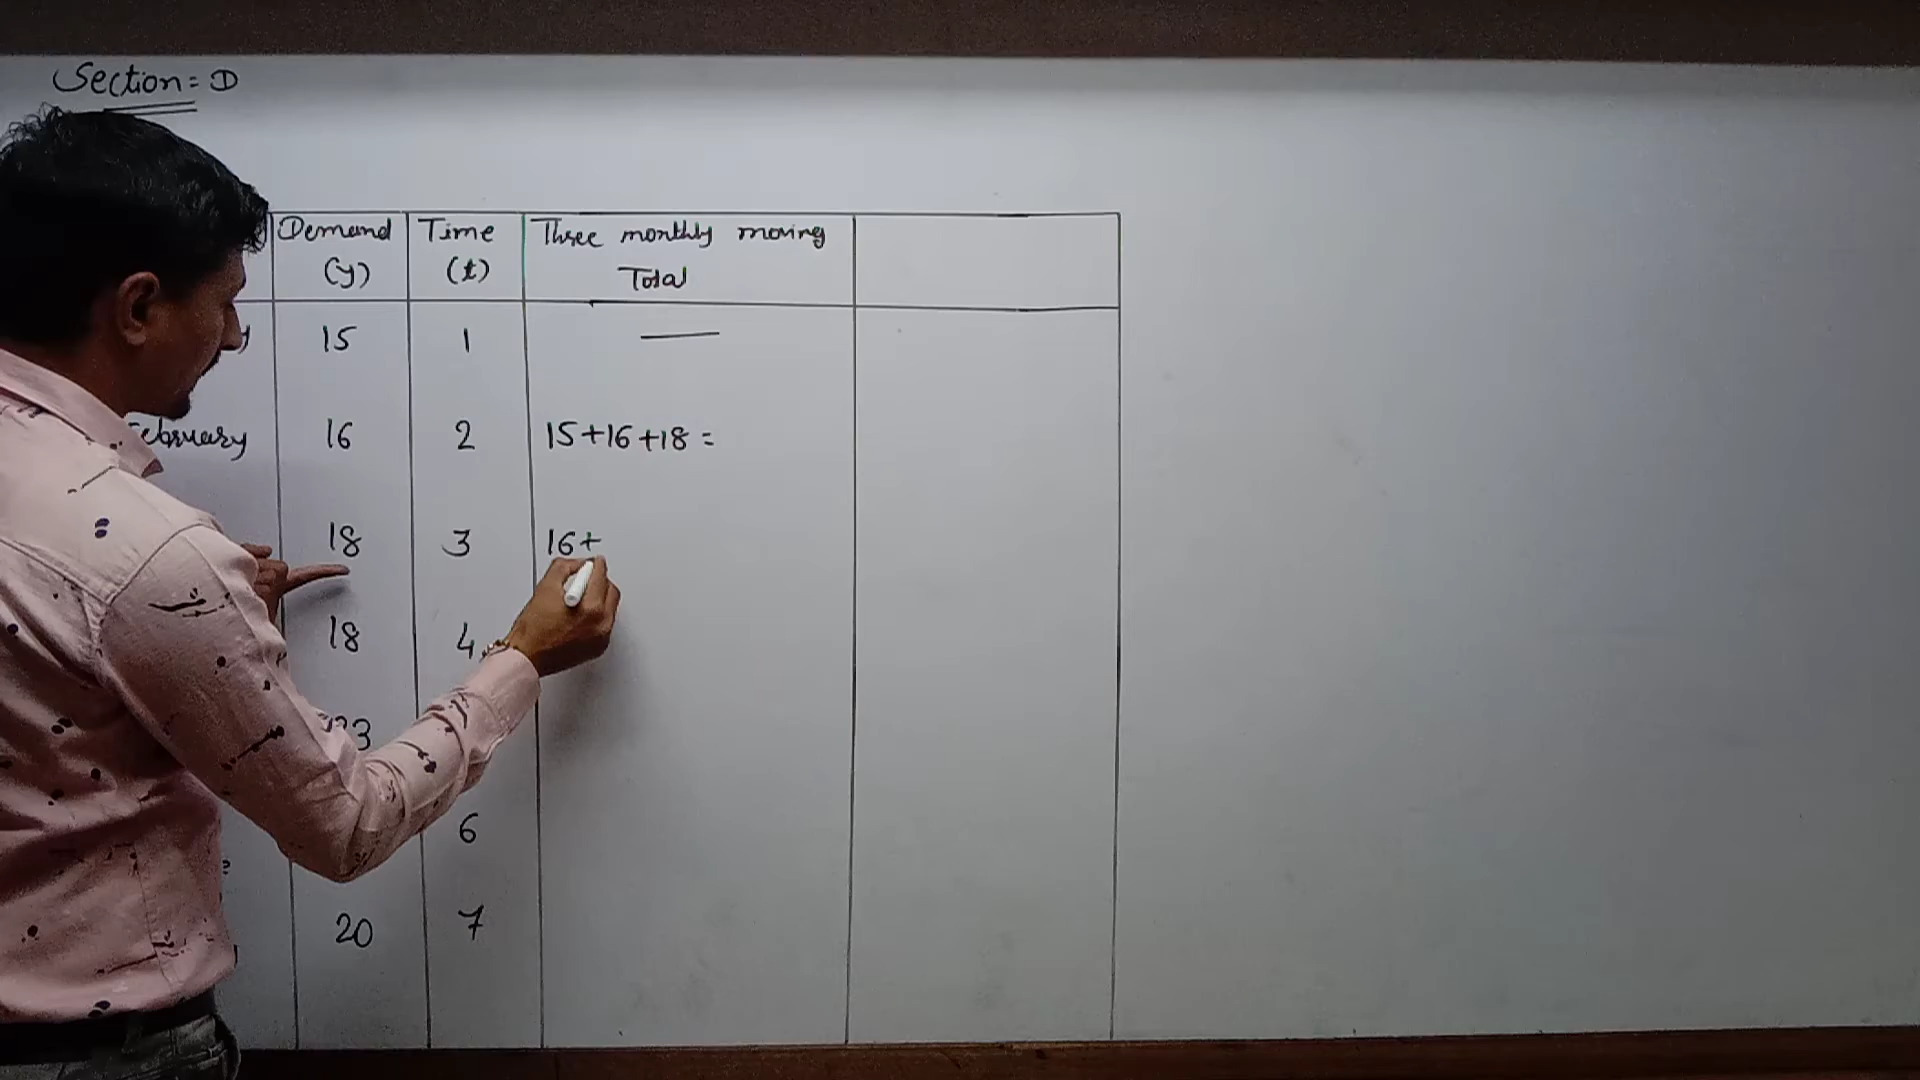 Section = D
Demand Time Three monthly moving
(y) (t) Total
15 1 —
February 16 2 15+16+18 =
18 3 16+
18 4
6
20 7